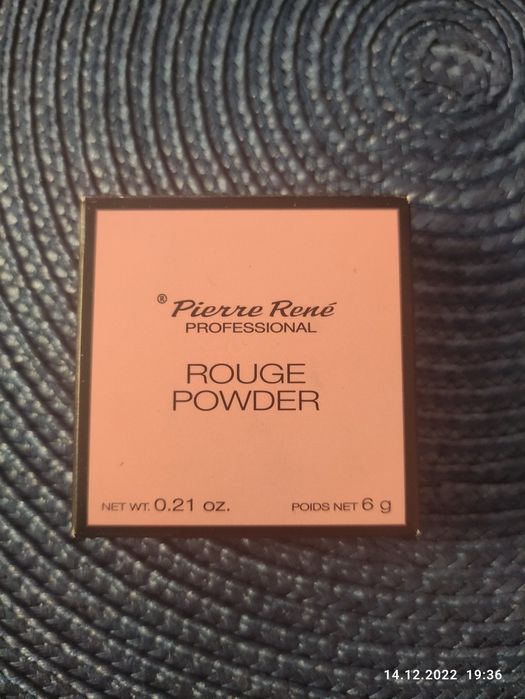 ® Pierre René
PROFESSIONAL
ROUGE
POWDER
NET WT. 0.21 oz. POIDS NET 6 g
14.12.2022 19:36